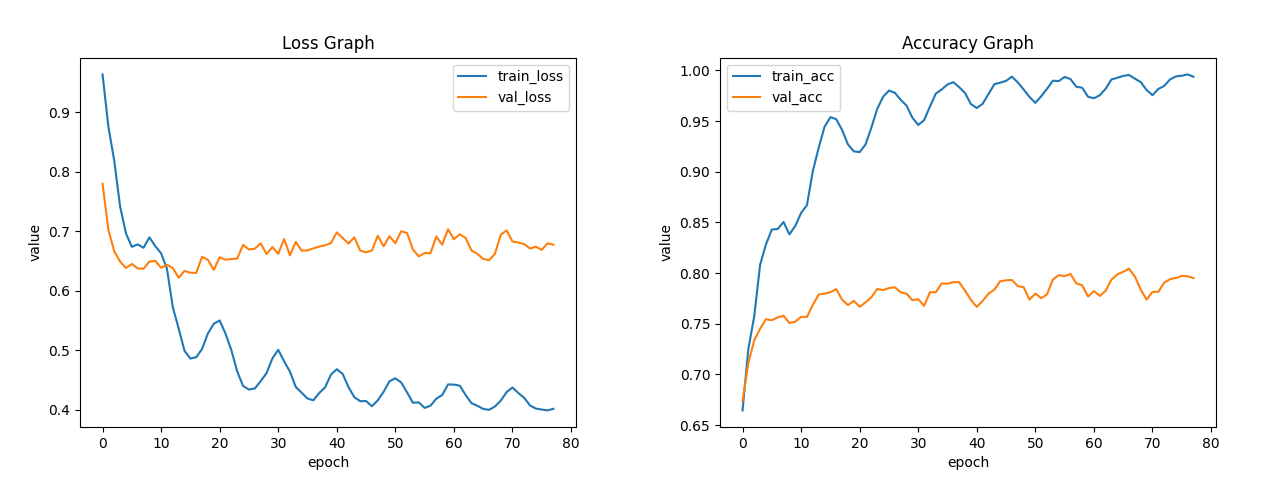 Loss Graph
train_loss
val_loss
value
0.9
0.8
0.7
0.6
0.5
0.4
0 10 20 30 40 50 60 70 80
epoch
Accuracy Graph
train_acc
val_acc
value
1.00
0.95
0.90
0.85
0.80
0.75
0.70
0.65
0 10 20 30 40 50 60 70 80
epoch